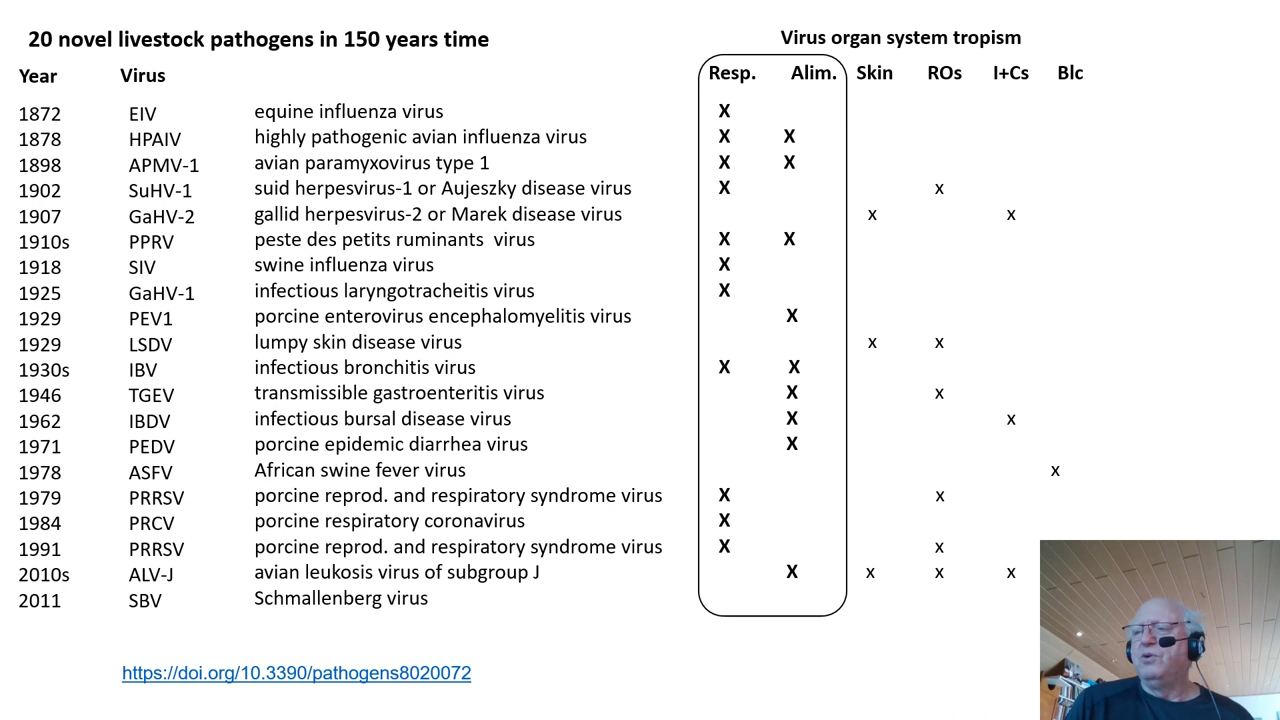 20 novel livestock pathogens in 150 years time Virus organ system tropism
Year Virus Resp. Alim. Skin ROs I+Cs Blc
1872 EIV equine influenza virus X
1878 HPAIV highly pathogenic avian influenza virus X X
1898 APMV-1 avian paramyxovirus type 1 X X
1902 SuHV-1 suid herpesvirus-1 or Aujeszky disease virus X x
1907 GaHV-2 gallid herpesvirus-2 or Marek disease virus x x
1910s PPRV peste des petits ruminants virus X X
1918 SIV swine influenza virus X
1925 GaHV-1 infectious laryngotracheitis virus X
1929 PEV1 porcine enterovirus encephalomyelitis virus X
1929 LSDV lumpy skin disease virus x x
1930s IBV infectious bronchitis virus X X
1946 TGEV transmissible gastroenteritis virus X x
1962 IBDV infectious bursal disease virus X x
1971 PEDV porcine epidemic diarrhea virus X
1978 ASFV African swine fever virus x
1979 PRRSV porcine reprod. and respiratory syndrome virus X x
1984 PRCV porcine respiratory coronavirus X
1991 PRRSV porcine reprod. and respiratory syndrome virus X x
2010s ALV-J avian leukosis virus of subgroup J X x x x
2011 SBV Schmallenberg virus
https://doi.org/10.3390/pathogens8020072